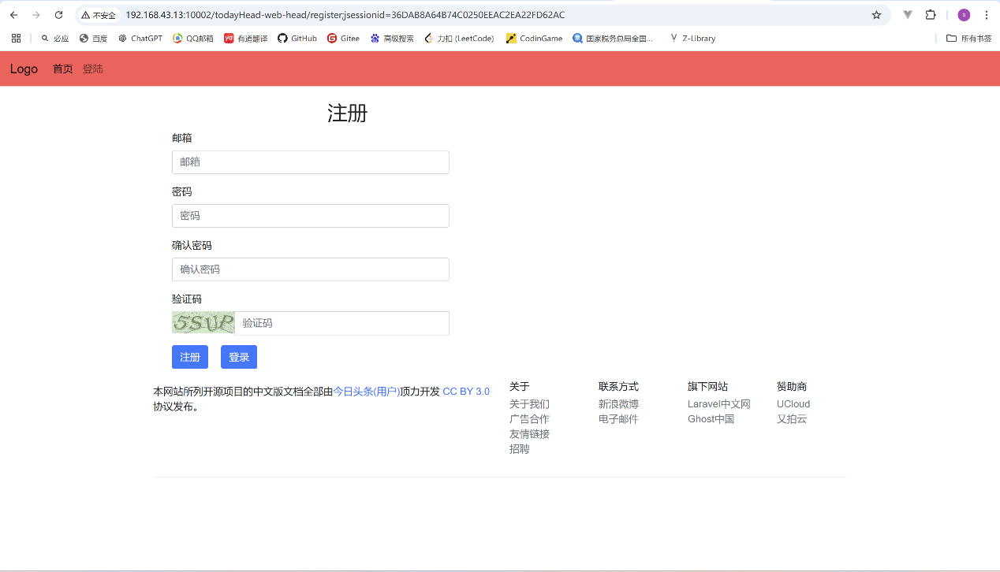 不安全 192.168.43.13:10002/todayHead-web-head/register;jsessionid=36DAB8A64B74C0250EEAC2EA22FD62AC s
必应 百度 ChatGPT QQ邮箱 yd 有道翻译 GitHub Gitee 高级搜索 力扣 (LeetCode) CodinGame 国家税务总局全国... Z-Library 所有书签
Logo 首页 登陆
注册
邮箱
邮箱
密码
密码
确认密码
确认密码
验证码
5SUP 验证码
注册 登录
本网站所列开源项目的中文版文档全部由今日头条(用户)顶力开发 CC BY 3.0
协议发布。
关于
关于我们
广告合作
友情链接
招聘
联系方式
新浪微博
电子邮件
旗下网站
Laravel中文网
Ghost中国
赞助商
UCloud
又拍云